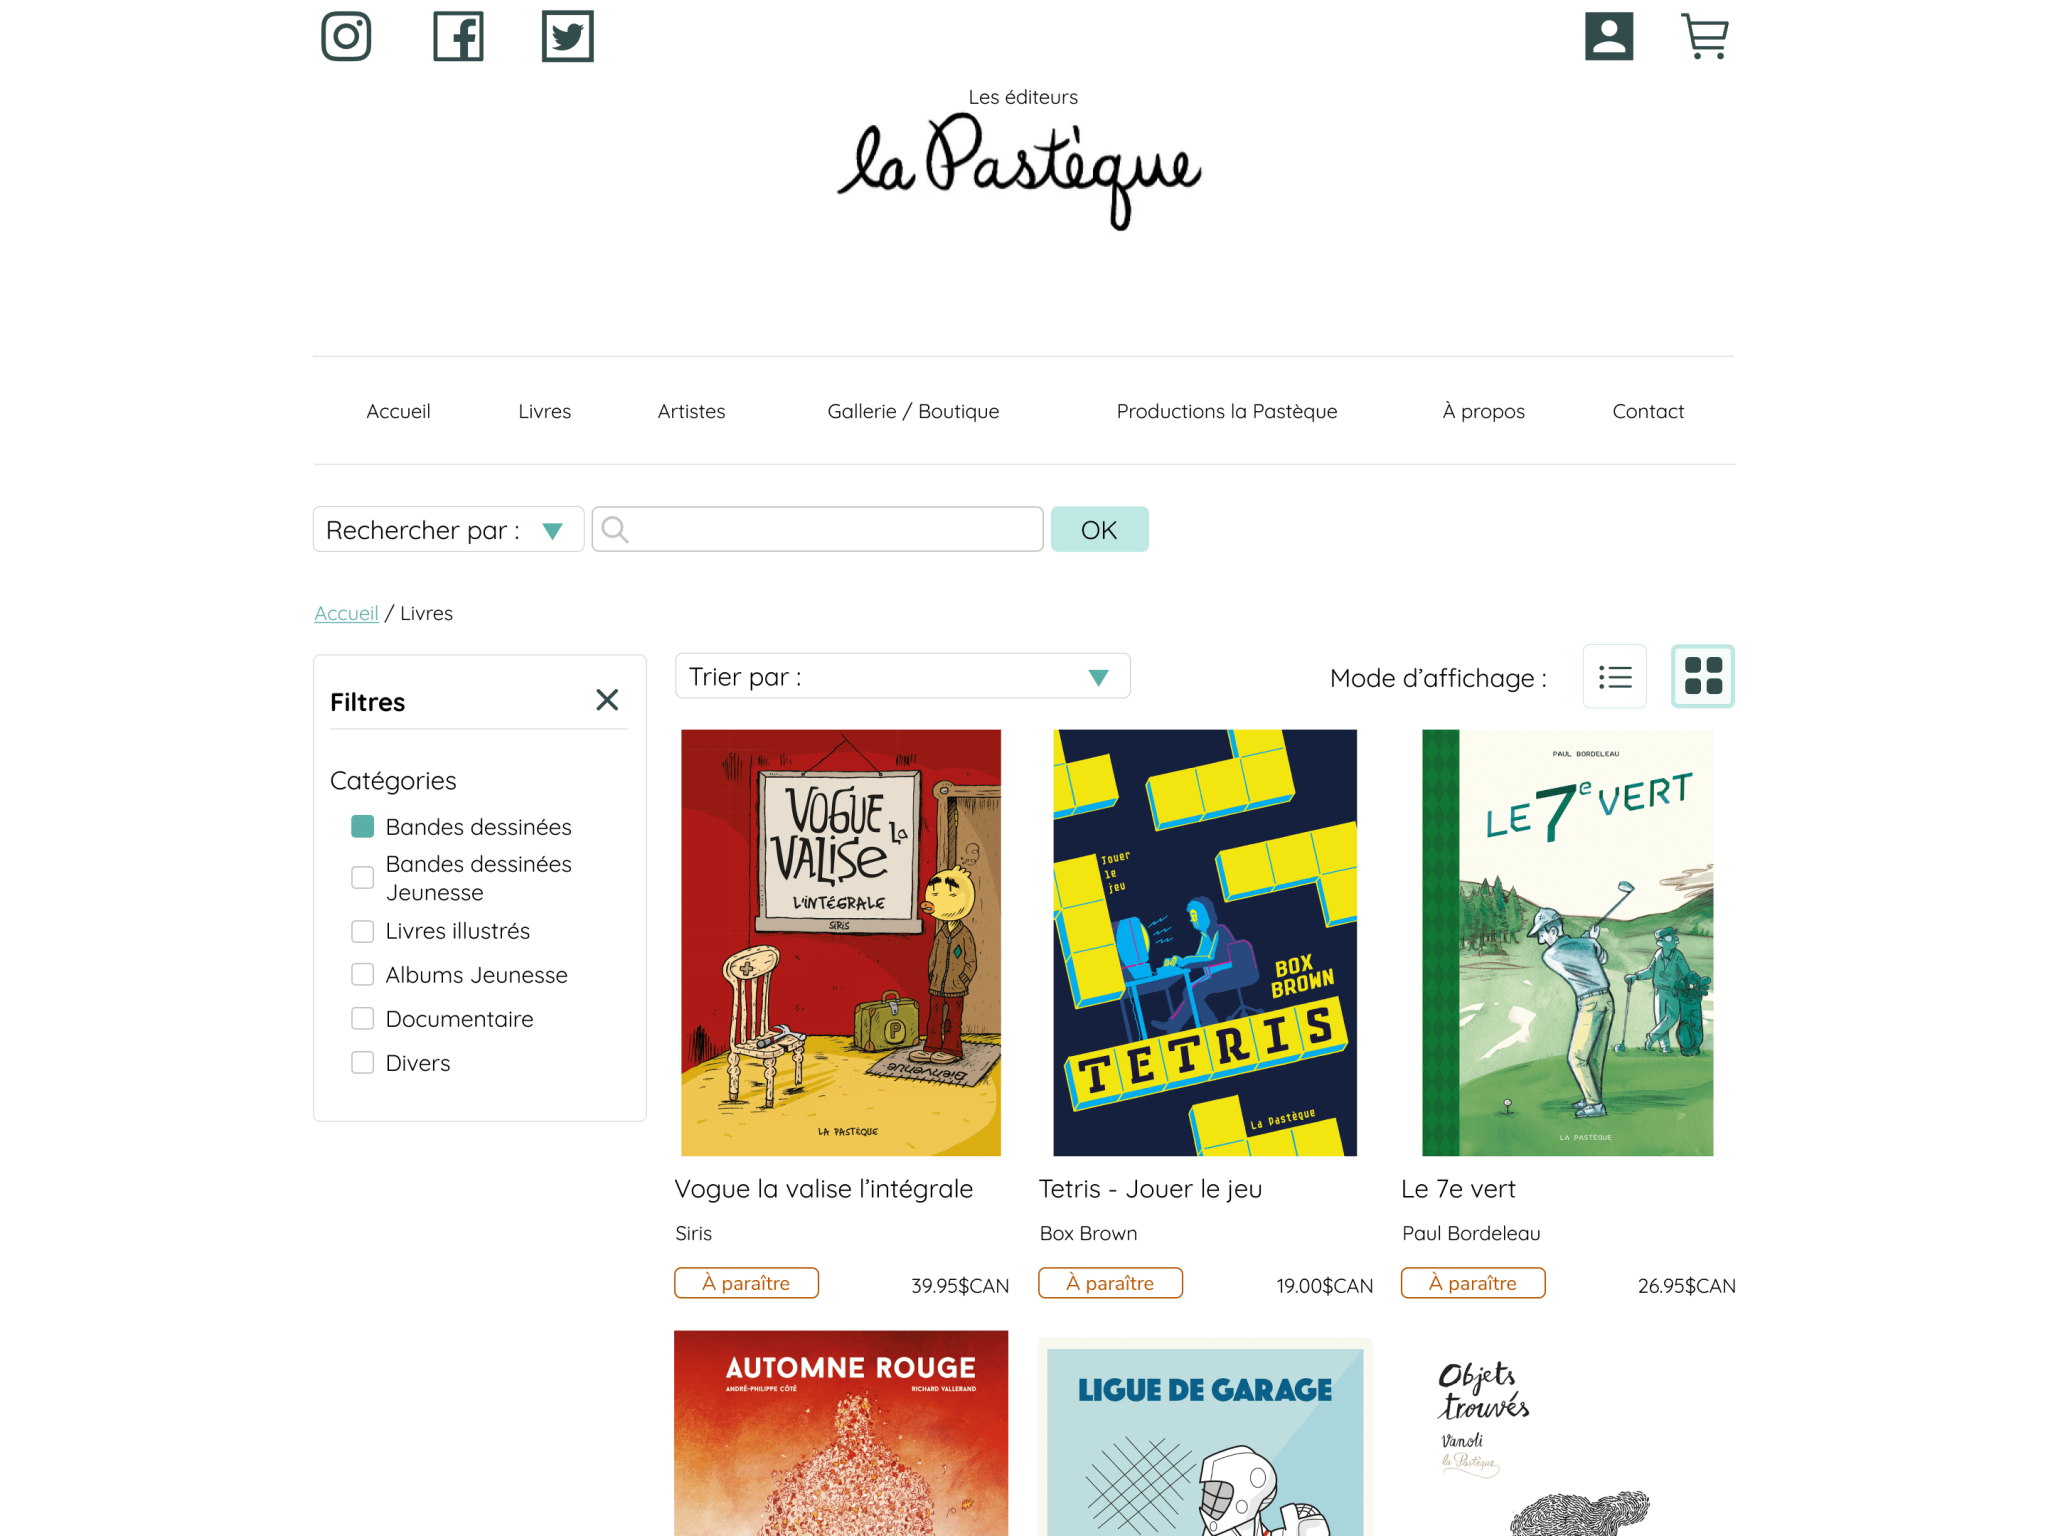 Les éditeurs
la Pastèque
Accueil
Livres
Artistes
Gallerie / Boutique
Productions la Pastèque
À propos
Contact
Rechercher par :
OK
Accueil / Livres
Filtres
Catégories
Bandes dessinées
Bandes dessinées
Jeunesse
Livres illustrés
Albums Jeunesse
Documentaire
Divers
Trier par :
Mode d’affichage :
VOGUE
LA
VALISE
L'INTÉGRALE
SIRIS
P
Bienvenue
LA PASTÈQUE
Jouer
le
jeu
BOX
BROWN
TETRIS
La Pastèque
PAUL BORDELEAU
LE 7e VERT
LA PASTÈQUE
Vogue la valise l’intégrale
Siris
À paraître
39.95$CAN
Tetris - Jouer le jeu
Box Brown
À paraître
19.00$CAN
Le 7e vert
Paul Bordeleau
À paraître
26.95$CAN
AUTOMNE ROUGE
ANDRÉ-PHILIPPE CÔTÉ
RICHARD VALLERAND
LIGUE DE GARAGE
Objets
trouvés
Vanoli
la Pastèque